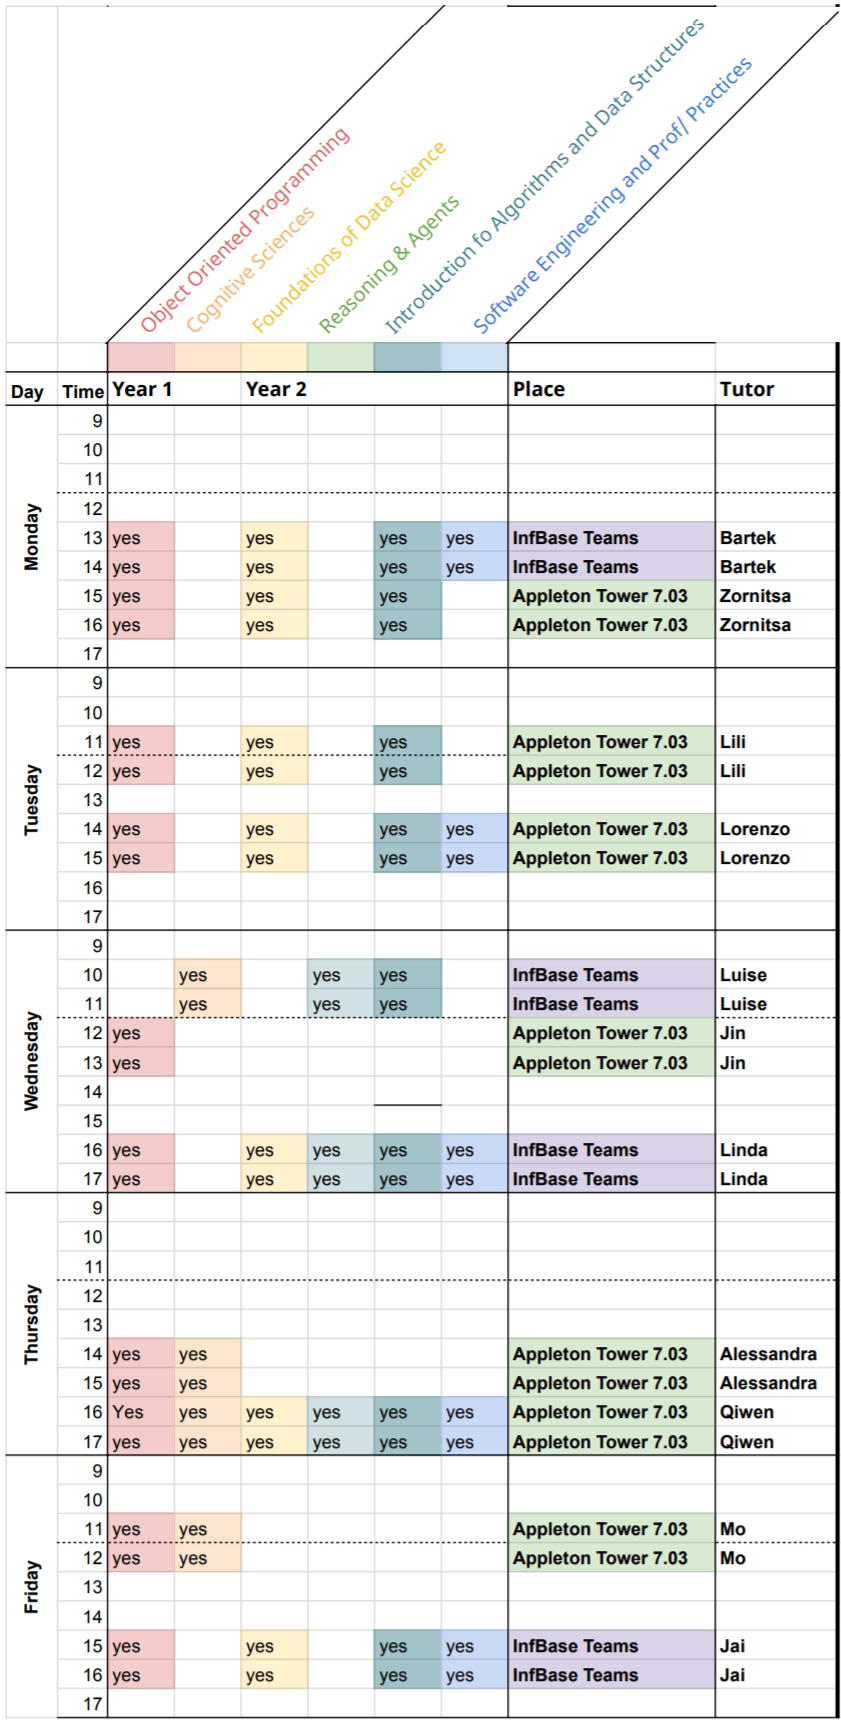 Object Oriented Programming
Cognitive Sciences
Foundations of Data Science
Reasoning & Agents
Introduction fo Algorithms and Data Structures
Software Engineering and Prof/ Practices
Day Time Year 1 Year 2 Place Tutor
Monday
9
10
11
12
13 yes yes yes yes InfBase Teams Bartek
14 yes yes yes yes InfBase Teams Bartek
15 yes yes yes Appleton Tower 7.03 Zornitsa
16 yes yes yes Appleton Tower 7.03 Zornitsa
17
Tuesday
9
10
11 yes yes yes Appleton Tower 7.03 Lili
12 yes yes yes Appleton Tower 7.03 Lili
13
14 yes yes yes yes Appleton Tower 7.03 Lorenzo
15 yes yes yes yes Appleton Tower 7.03 Lorenzo
16
17
Wednesday
9
10 yes yes yes InfBase Teams Luise
11 yes yes yes InfBase Teams Luise
12 yes Appleton Tower 7.03 Jin
13 yes Appleton Tower 7.03 Jin
14
15
16 yes yes yes yes yes InfBase Teams Linda
17 yes yes yes yes yes InfBase Teams Linda
Thursday
9
10
11
12
13
14 yes yes Appleton Tower 7.03 Alessandra
15 yes yes Appleton Tower 7.03 Alessandra
16 Yes yes yes yes yes yes Appleton Tower 7.03 Qiwen
17 yes yes yes yes yes yes Appleton Tower 7.03 Qiwen
Friday
9
10
11 yes yes Appleton Tower 7.03 Mo
12 yes yes Appleton Tower 7.03 Mo
13
14
15 yes yes yes yes InfBase Teams Jai
16 yes yes yes yes InfBase Teams Jai
17